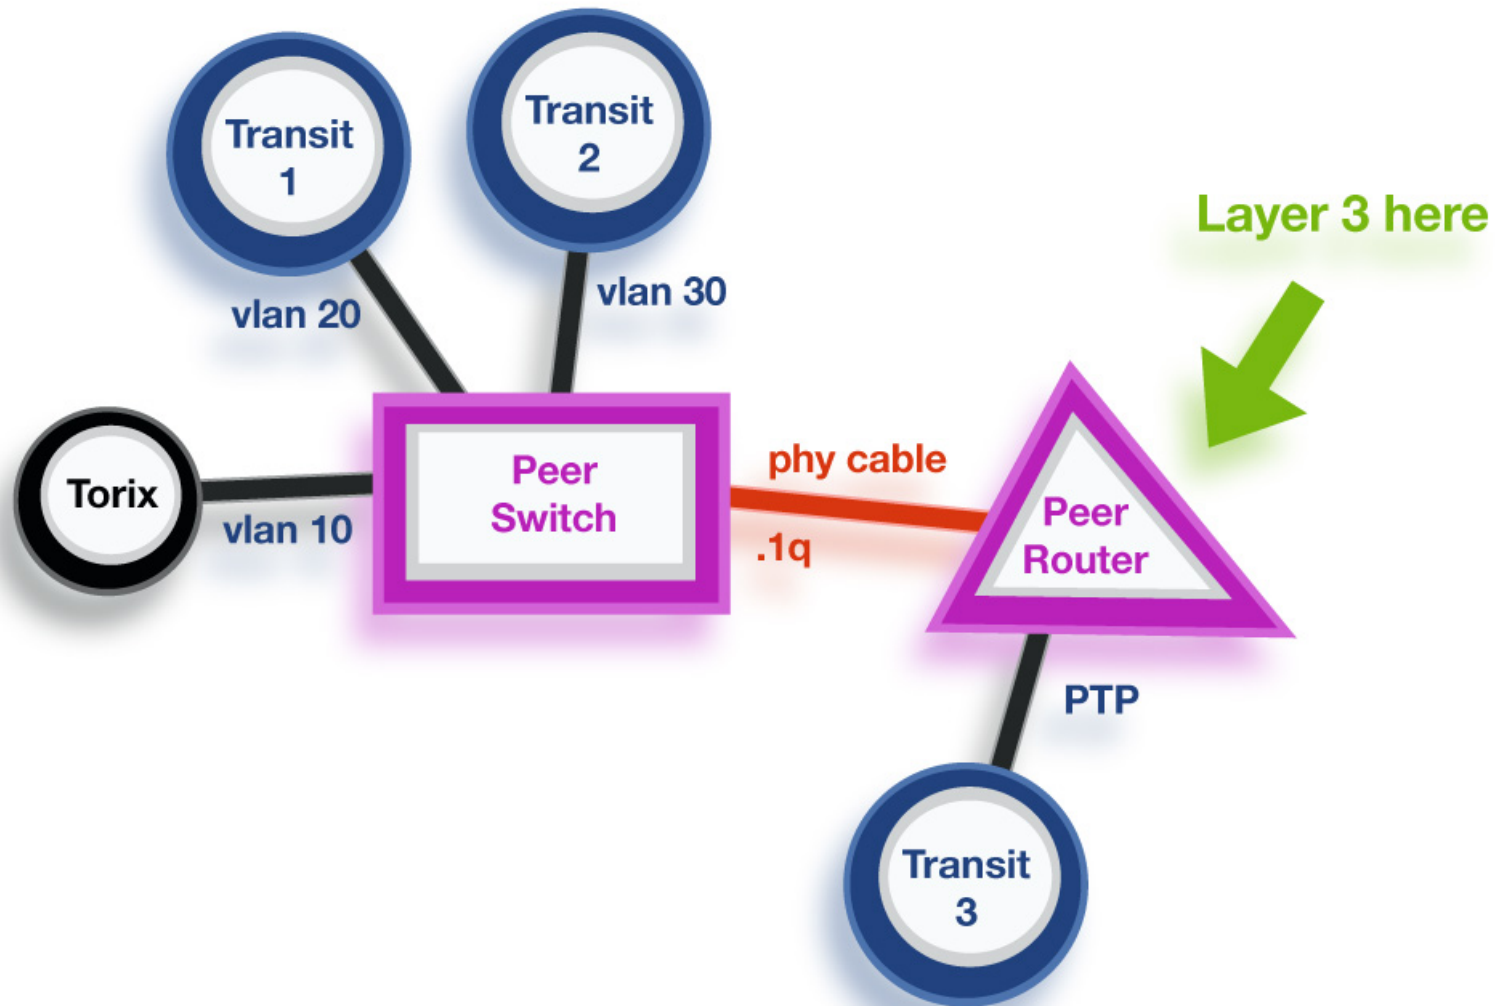 Transit
1
Transit
2
Layer 3 here
vlan 20
vlan 30
Torix
vlan 10
Peer
Switch
phy cable
.1q
Peer
Router
PTP
Transit
3